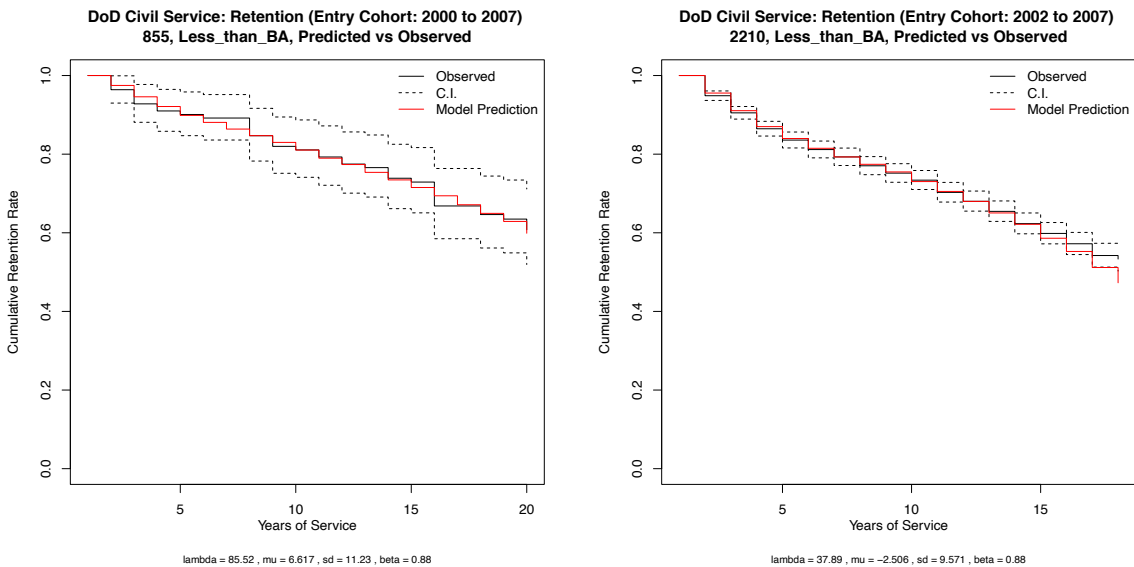 DoD Civil Service: Retention (Entry Cohort: 2000 to 2007)
855, Less_than_BA, Predicted vs Observed
Observed
C.I.
Model Prediction
Cumulative Retention Rate
1.0
0.8
0.6
0.4
0.2
0.0
5 10 15 20
Years of Service
lambda = 85.52 , mu = 6.617 , sd = 11.23 , beta = 0.88
DoD Civil Service: Retention (Entry Cohort: 2002 to 2007)
2210, Less_than_BA, Predicted vs Observed
Observed
C.I.
Model Prediction
Cumulative Retention Rate
1.0
0.8
0.6
0.4
0.2
0.0
5 10 15
Years of Service
lambda = 37.89 , mu = −2.506 , sd = 9.571 , beta = 0.88